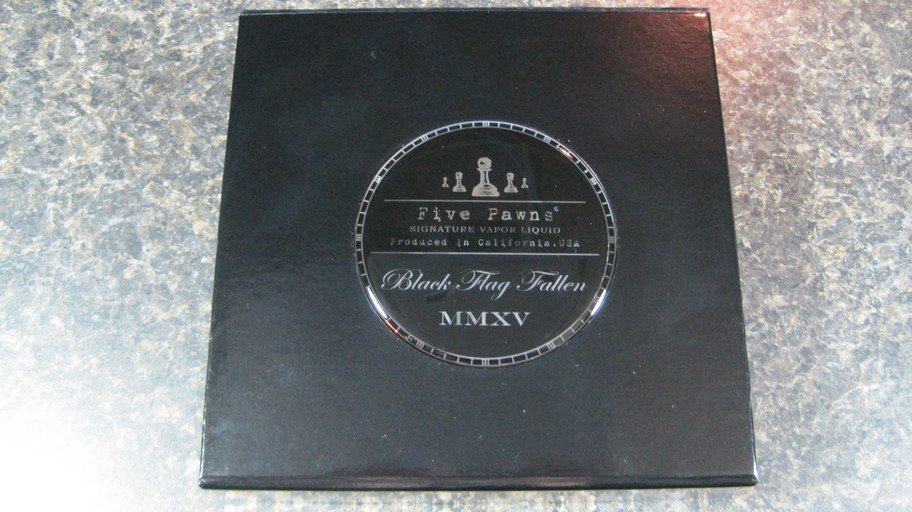 Five Pawns®
SIGNATURE VAPOR LIQUID
Produced in California.USA
Black Flag Fallen
MMXV